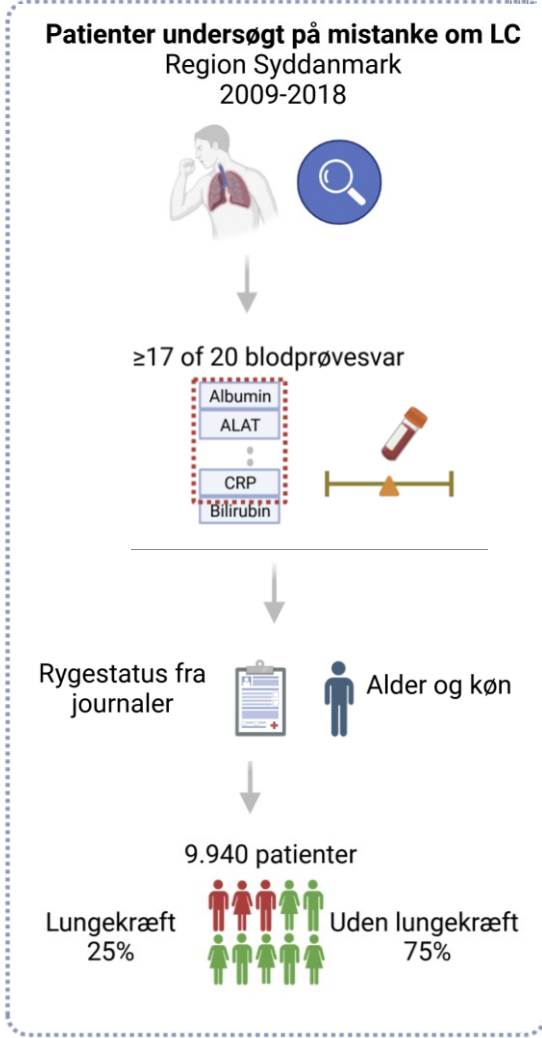 Patienter undersøgt på mistanke om LC
Region Syddanmark
2009-2018
≥17 of 20 blodprøvesvar
Albumin
ALAT
CRP
Bilirubin
Rygestatus fra
journaler
Alder og køn
9.940 patienter
Lungekræft
25%
Uden lungekræft
75%